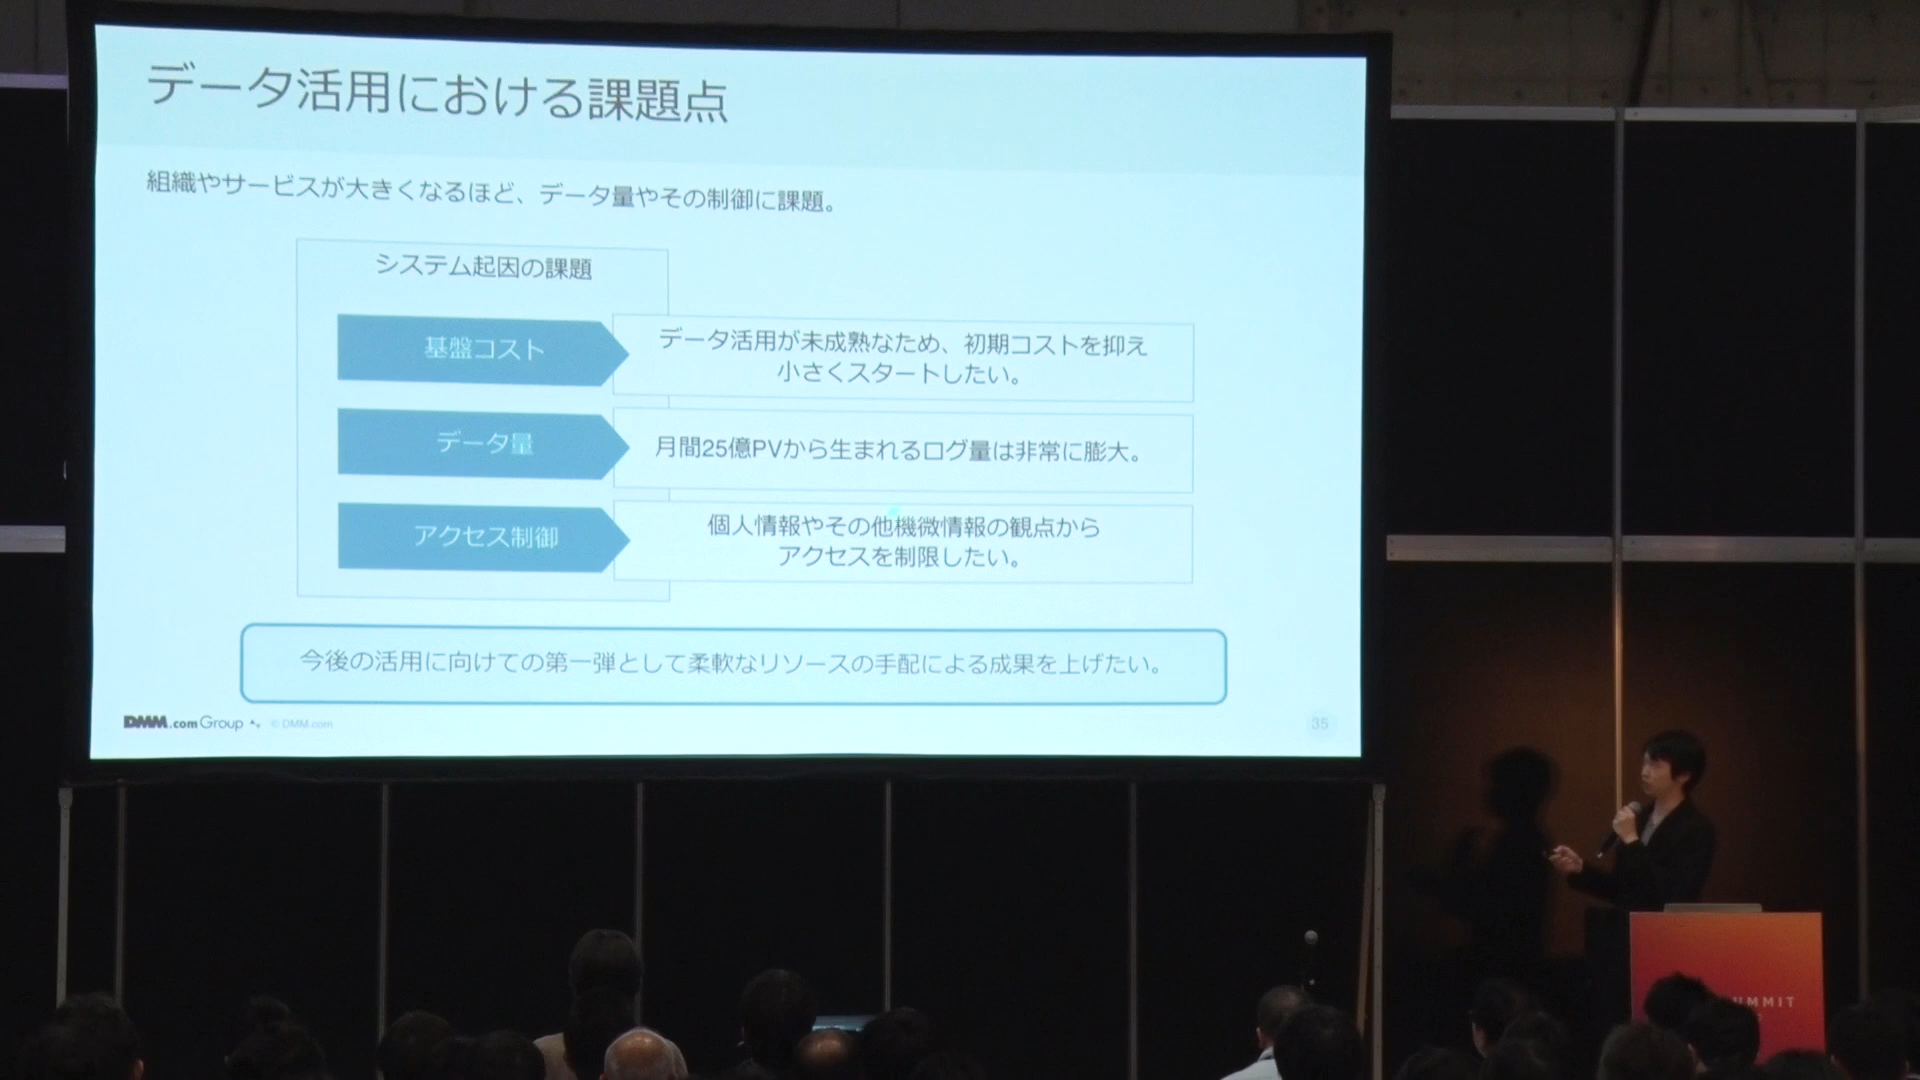 データ活用における課題点
組織やサービスが大きくなるほど、データ量やその制御に課題。
システム起因の課題
基盤コスト
データ活用が未成熟なため、初期コストを抑え
小さくスタートしたい。
データ量
月間25億PVから生まれるログ量は非常に膨大。
アクセス制御
個人情報やその他機微情報の観点から
アクセスを制限したい。
今後の活用に向けての第一弾として柔軟なリソースの手配による成果を上げたい。
DMM.com Group © DMM.com
35